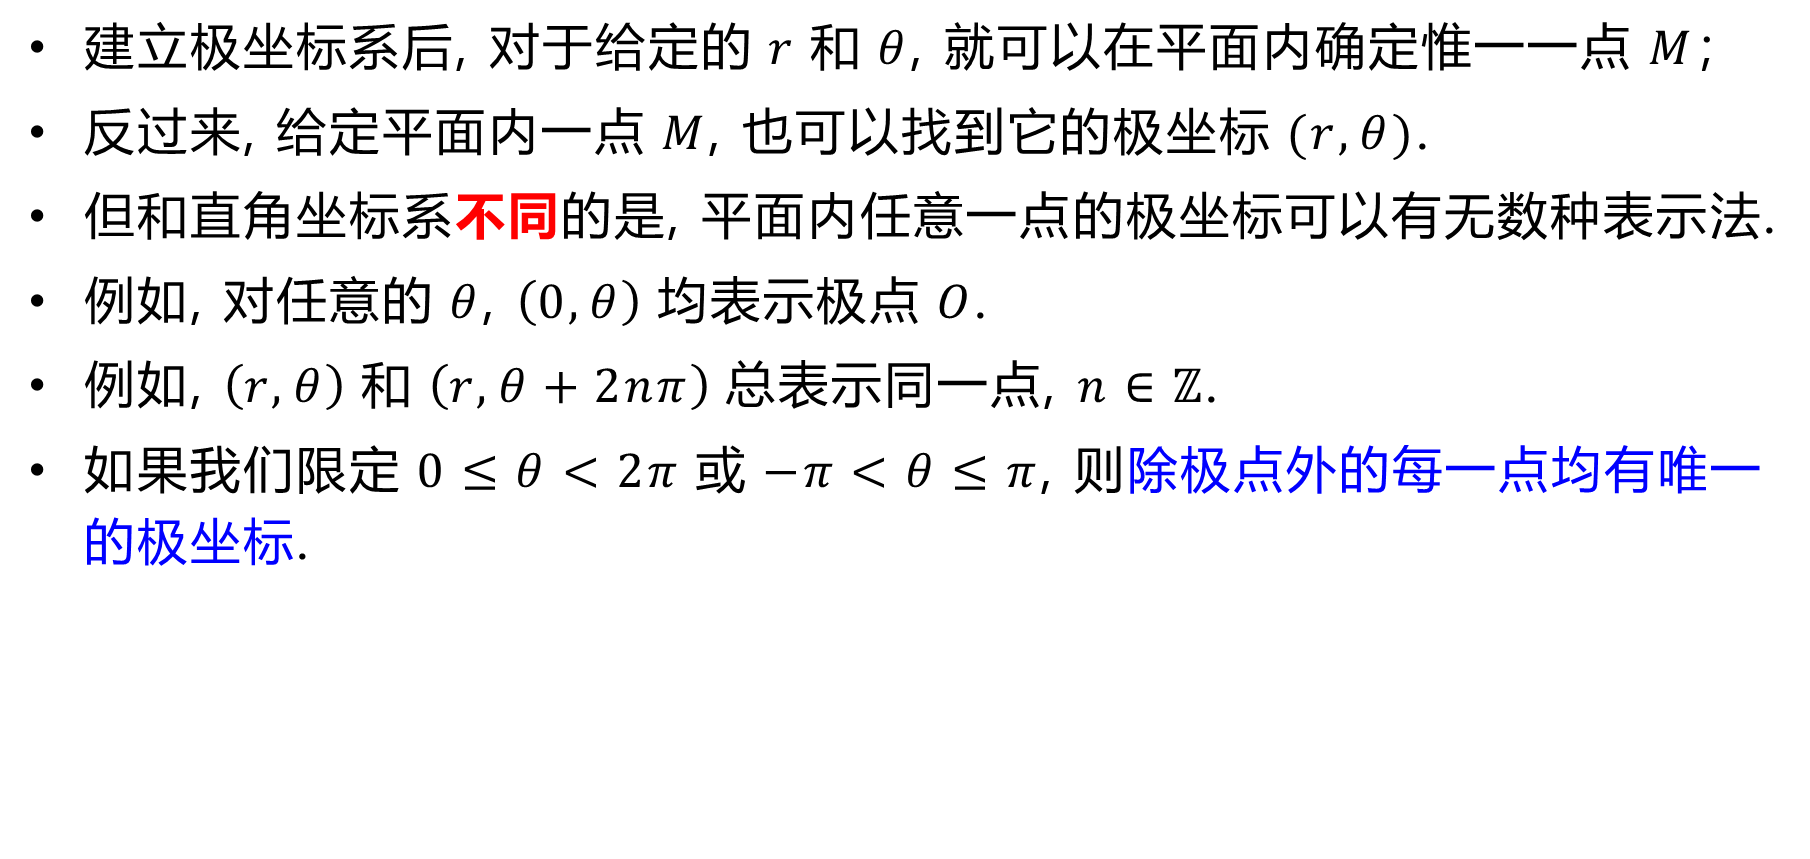 • 建立极坐标系后, 对于给定的 r 和 θ, 就可以在平面内确定惟一一点 M;
• 反过来, 给定平面内一点 M, 也可以找到它的极坐标 (r, θ).
• 但和直角坐标系不同的是, 平面内任意一点的极坐标可以有无数种表示法.
• 例如, 对任意的 θ, (0, θ) 均表示极点 O.
• 例如, (r, θ) 和 (r, θ + 2nπ) 总表示同一点, n ∈ ℤ.
• 如果我们限定 0 ≤ θ < 2π 或 −π < θ ≤ π, 则除极点外的每一点均有唯一
的极坐标.